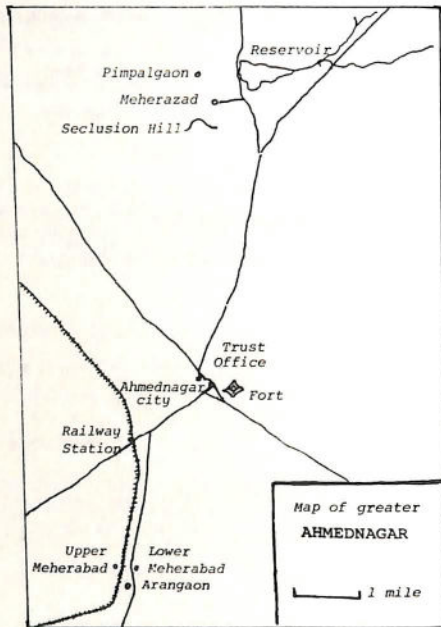 Reservoir
Pimpalgaon
Meherazad
Seclusion Hill
Trust
Office
Ahmednagar
city
Fort
Railway
Station
Upper
Meherabad
Lower
Meherabad
Arangaon
Map of greater
AHMEDNAGAR
1 mile